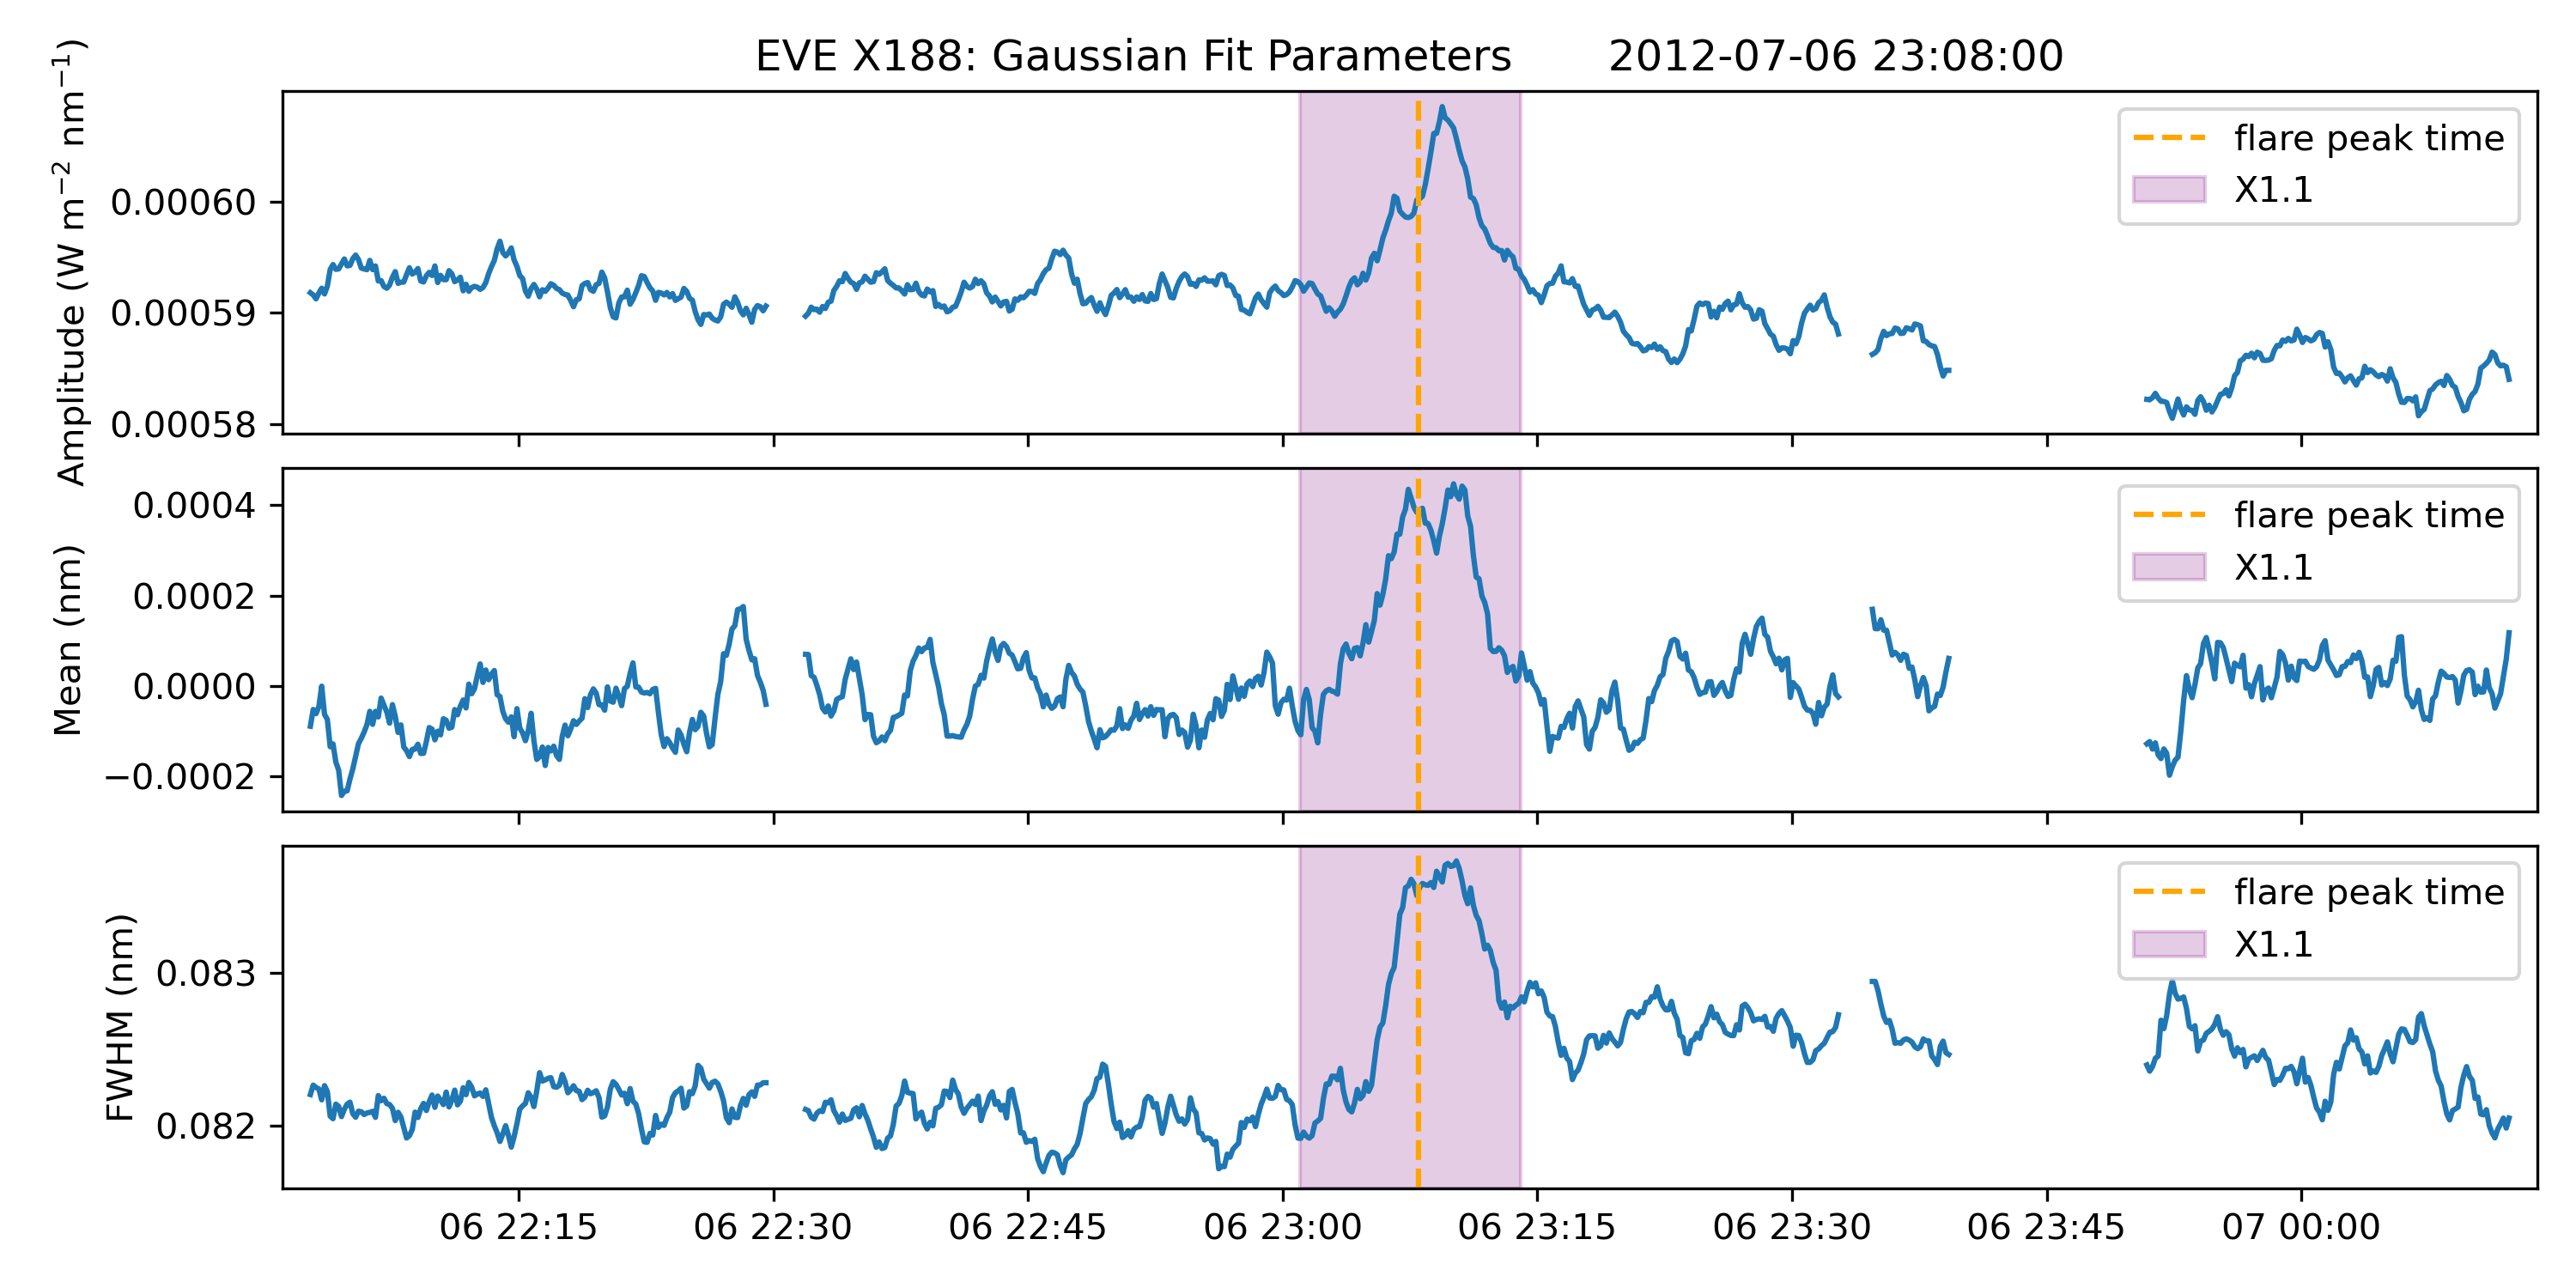 EVE X188: Gaussian Fit Parameters 2012-07-06 23:08:00
Amplitude (W m⁻² nm⁻¹)
0.00060
0.00059
0.00058
flare peak time
X1.1
Mean (nm)
0.0004
0.0002
0.0000
−0.0002
flare peak time
X1.1
FWHM (nm)
0.083
0.082
flare peak time
X1.1
06 22:15 06 22:30 06 22:45 06 23:00 06 23:15 06 23:30 06 23:45 07 00:00